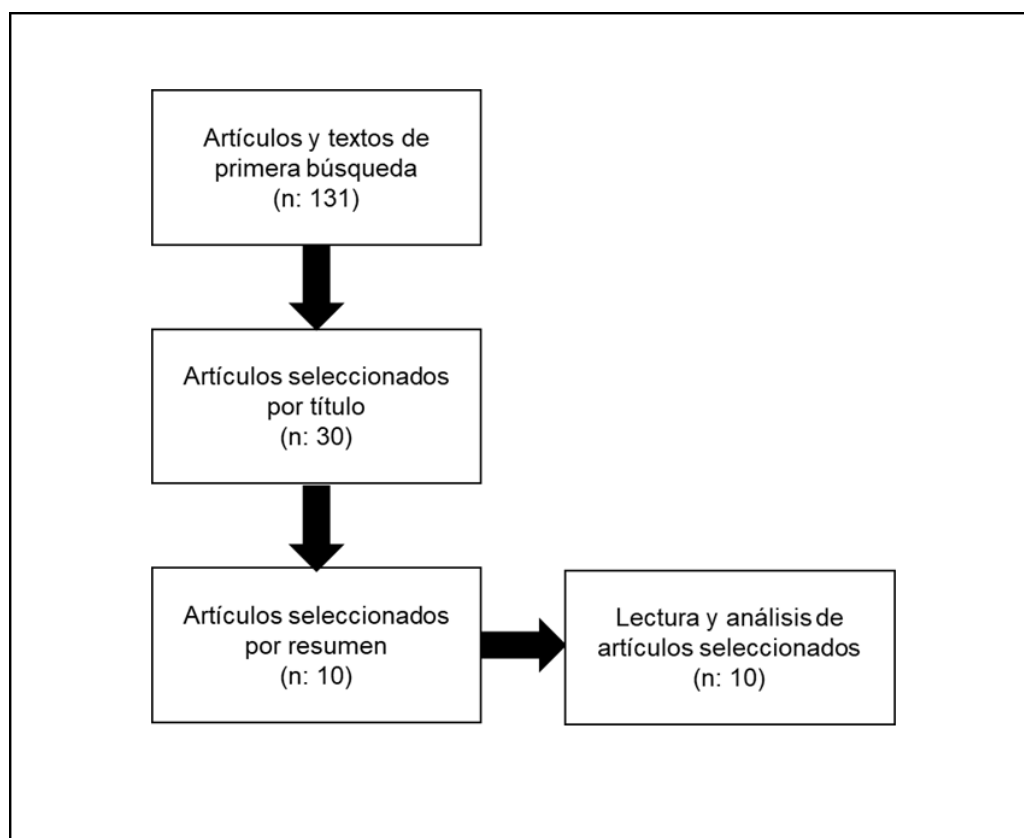 Artículos y textos de
primera búsqueda
(n: 131)
Artículos seleccionados
por título
(n: 30)
Artículos seleccionados
por resumen
(n: 10)
Lectura y análisis de
artículos seleccionados
(n: 10)